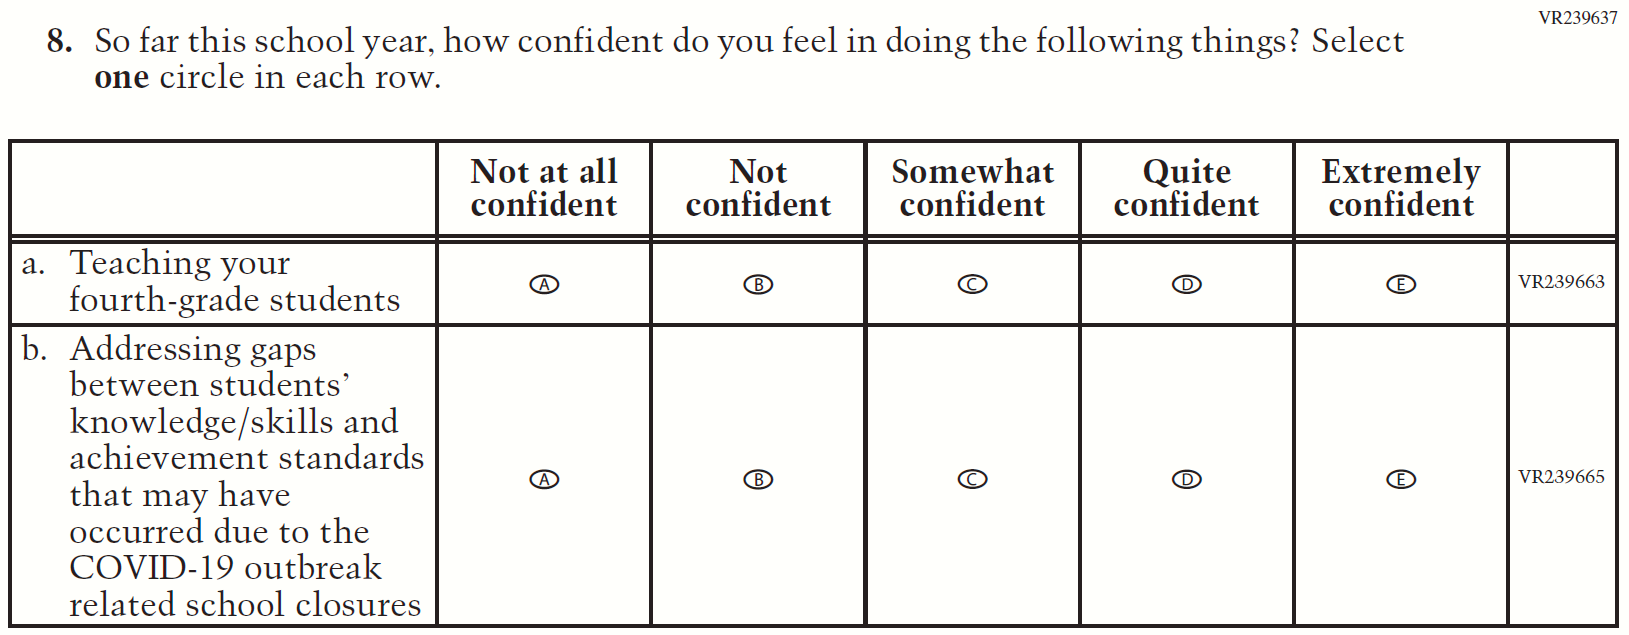 VR239637
8. So far this school year, how confident do you feel in doing the following things? Select
one circle in each row.
Not at all confident Not confident Somewhat confident Quite confident Extremely confident
a. Teaching your
fourth-grade students
A B C D E VR239663
b. Addressing gaps
between students’
knowledge/skills and
achievement standards
that may have
occurred due to the
COVID-19 outbreak
related school closures
A B C D E VR239665